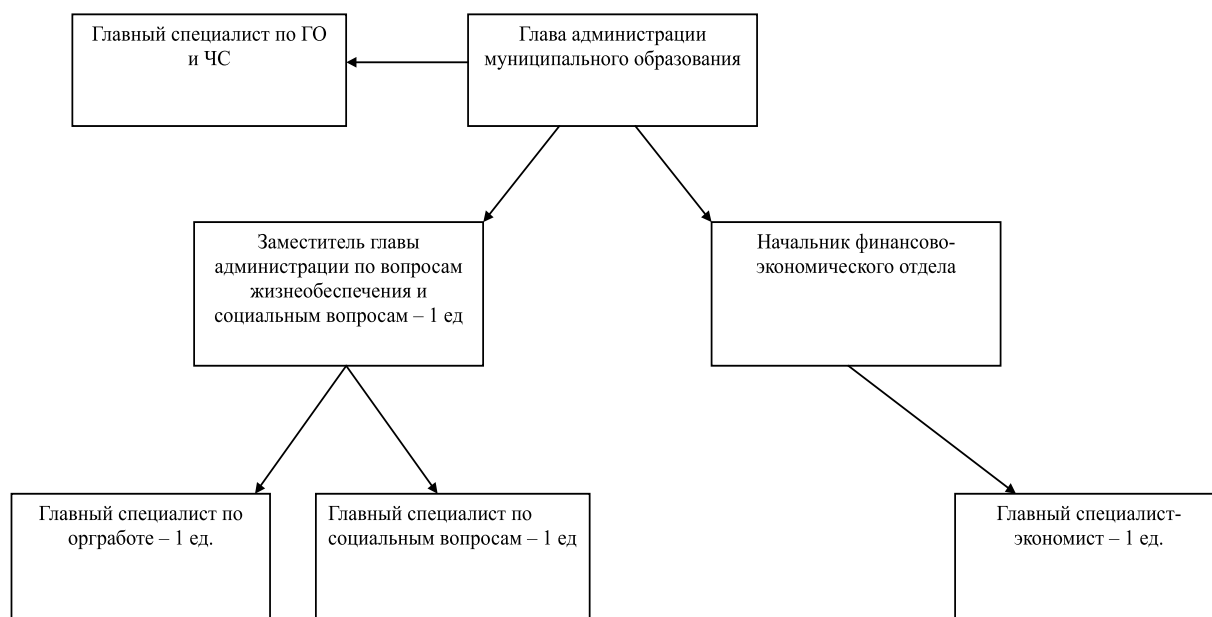 Главный специалист по ГО
и ЧС
Глава администрации
муниципального образования
Заместитель главы
администрации по вопросам
жизнеобеспечения и
социальным вопросам – 1 ед
Начальник финансово-
экономического отдела
Главный специалист по
оргработе – 1 ед.
Главный специалист по
социальным вопросам – 1 ед
Главный специалист-
экономист – 1 ед.